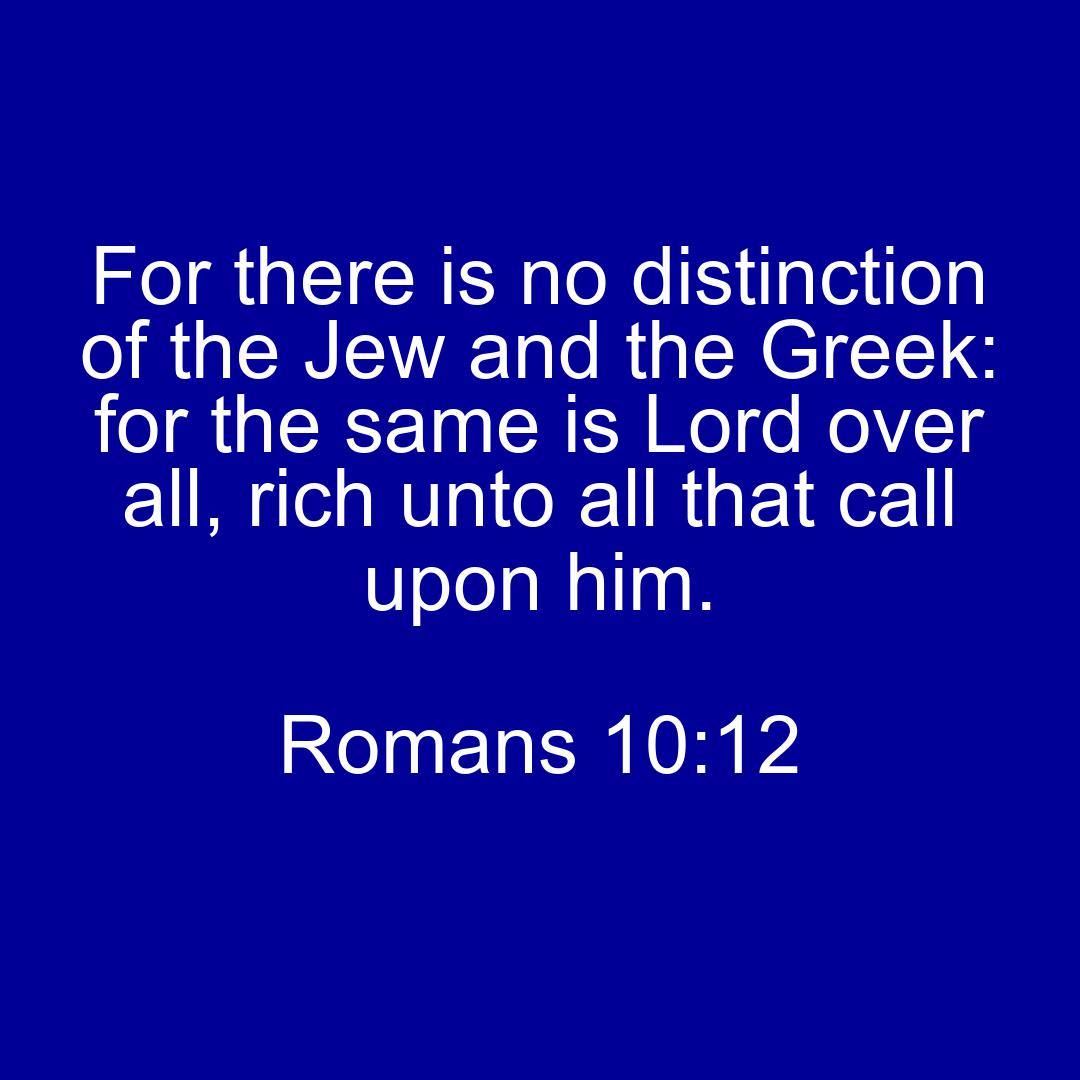 For there is no distinction
of the Jew and the Greek:
for the same is Lord over
all, rich unto all that call
upon him.
Romans 10:12